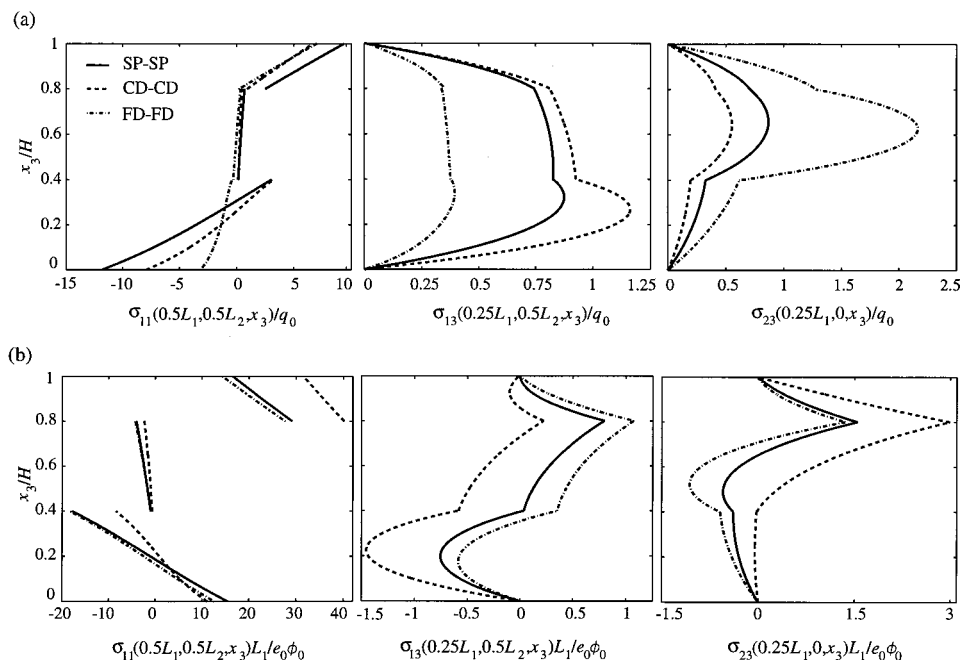 (a)
1
0.8
0.6
0.4
0.2
0
x₃/H
SP-SP
CD-CD
FD-FD
-15 -10 -5 0 5 10
0 0.25 0.5 0.75 1 1.25
0 0.5 1 1.5 2 2.5
σ₁₁(0.5L₁,0.5L₂,x₃)/q₀
σ₁₃(0.25L₁,0.5L₂,x₃)/q₀
σ₂₃(0.25L₁,0,x₃)/q₀
(b)
1
0.8
0.6
0.4
0.2
0
x₃/H
-20 -10 0 10 20 30 40
-1.5 -1 -0.5 0 0.5 1
-1.5 0 1.5 3
σ₁₁(0.5L₁,0.5L₂,x₃)L₁/e₀ϕ₀
σ₁₃(0.25L₁,0.5L₂,x₃)L₁/e₀ϕ₀
σ₂₃(0.25L₁,0,x₃)L₁/e₀ϕ₀